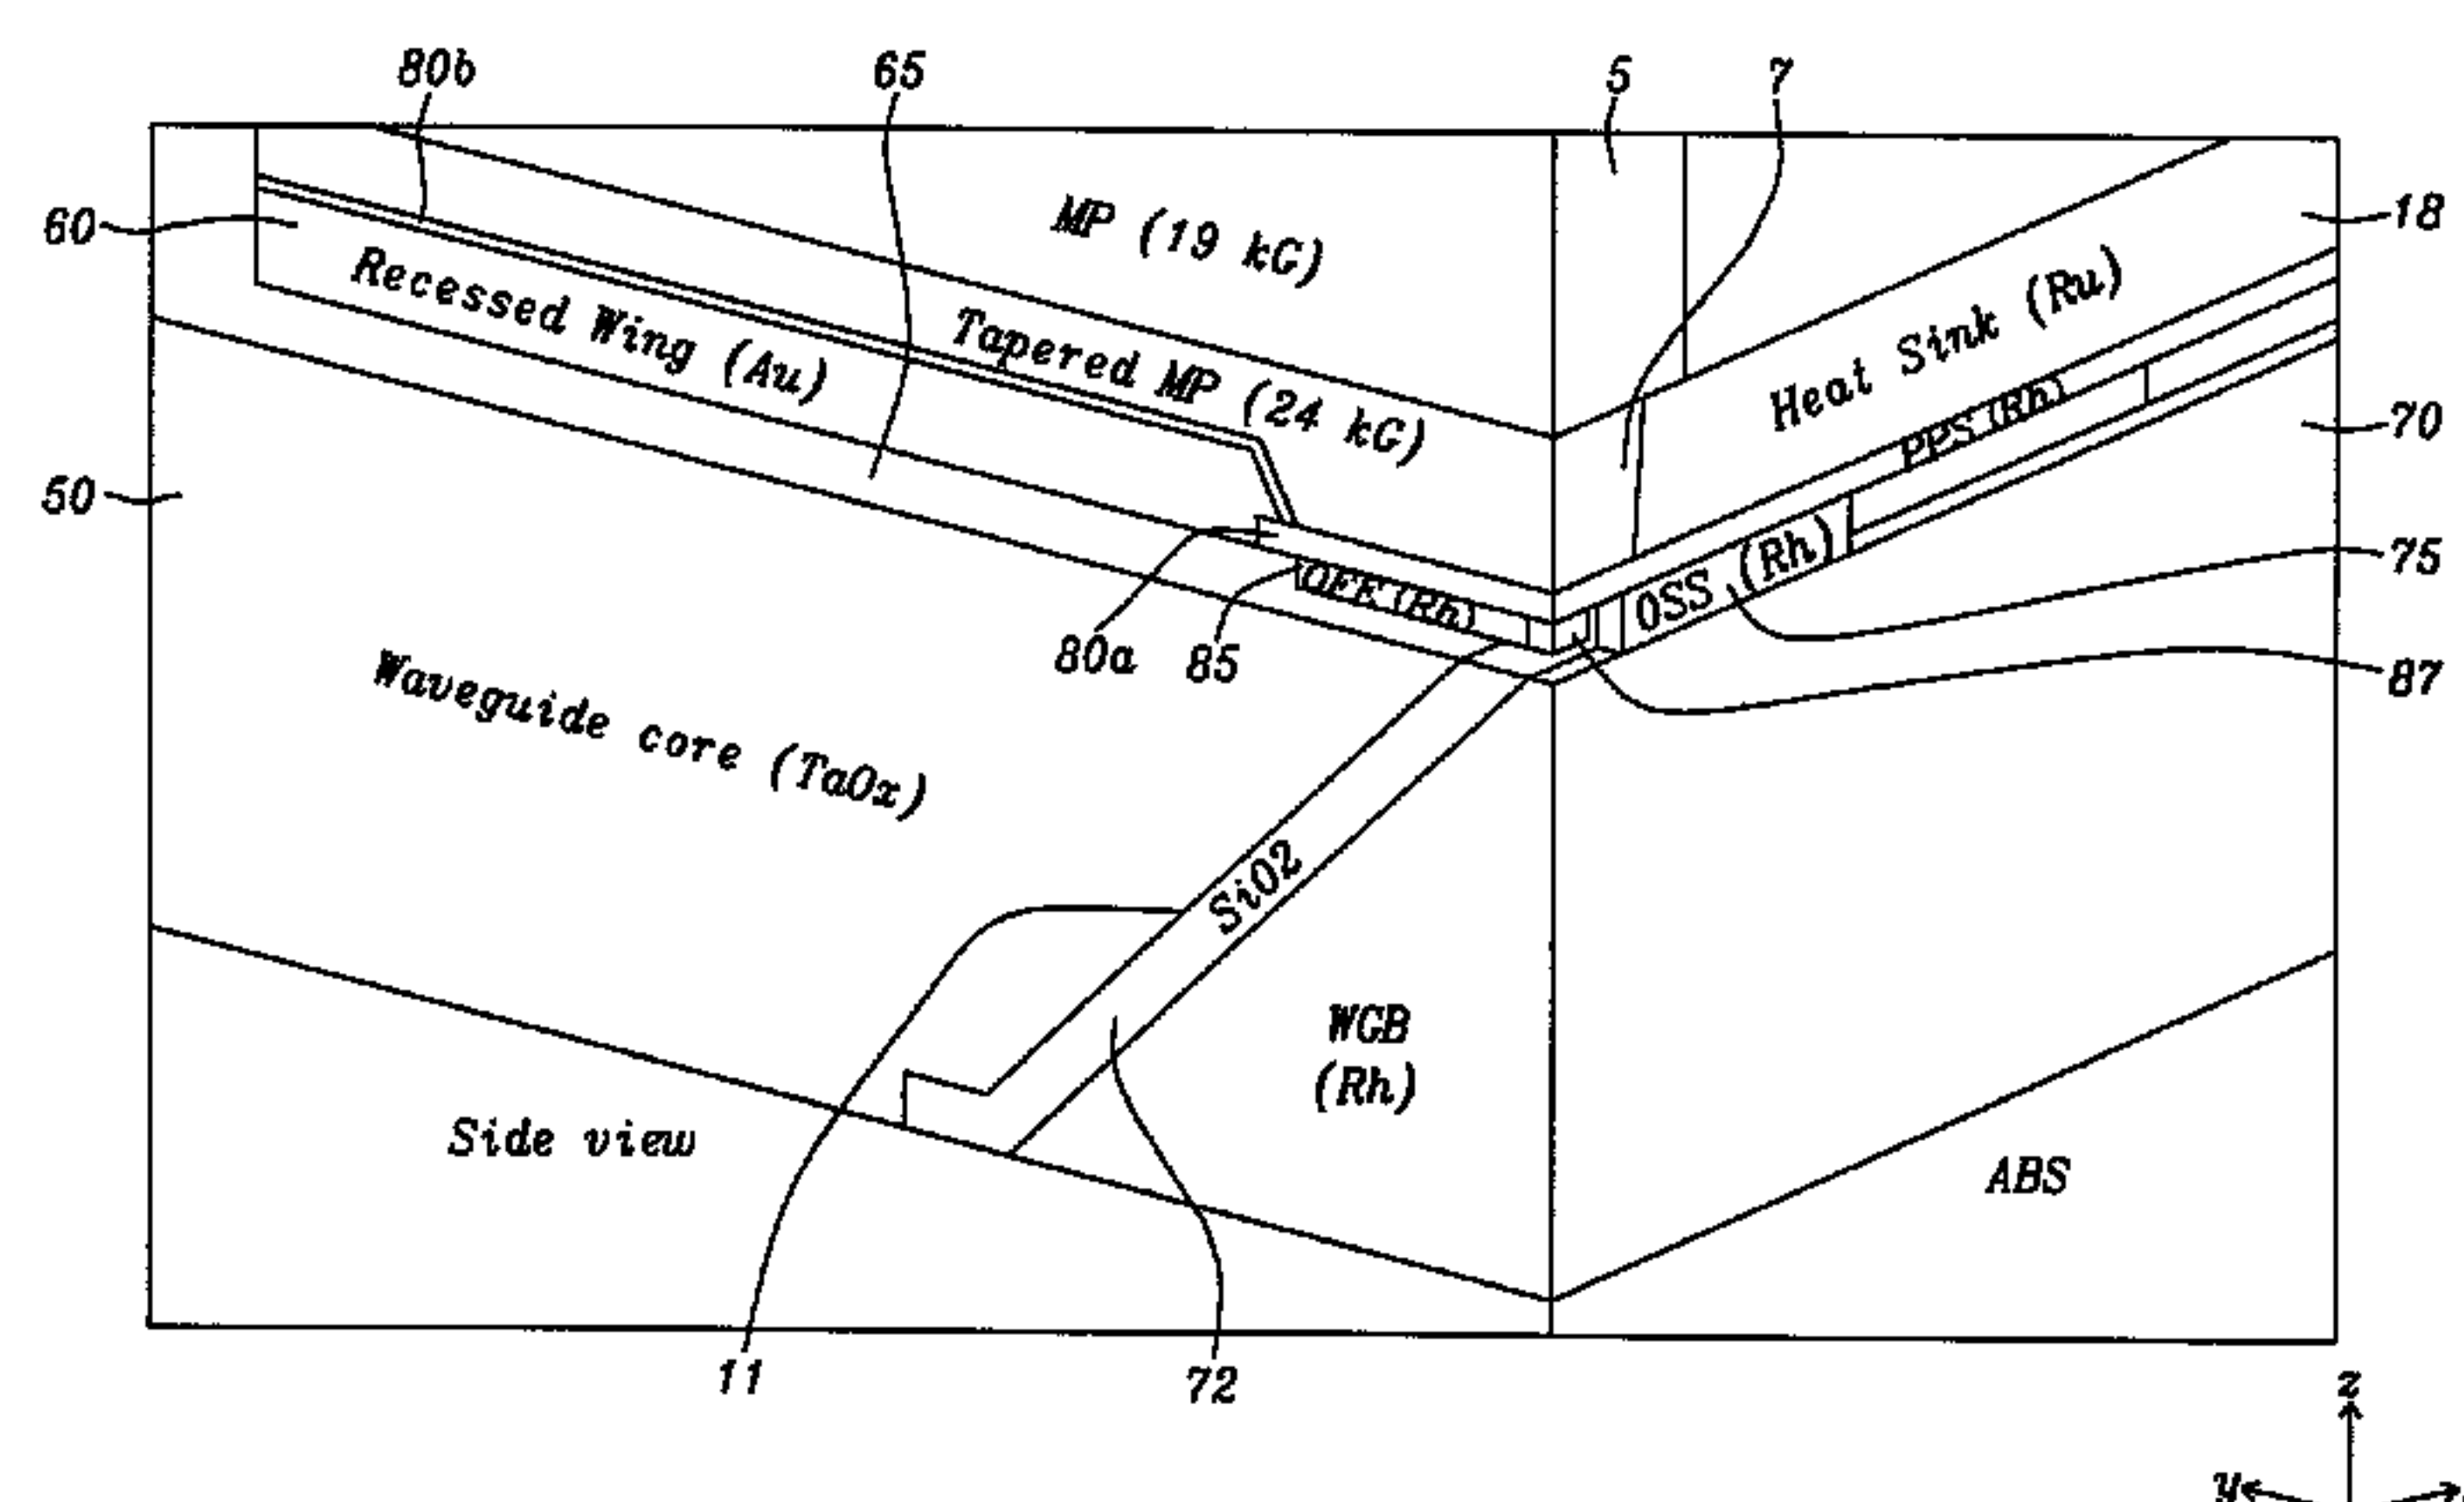 80b
65
5
7
MP (19 kG)
18
60
Recessed Wing (Au)
Tapered MP (24 kG)
Heat Sink (Ru)
PPS (Rh)
70
50
OSS (Rh)
75
80a
85
87
Waveguide core (TaOx)
SiO2
WGB
(Rh)
Side view
ABS
11
72
z
y